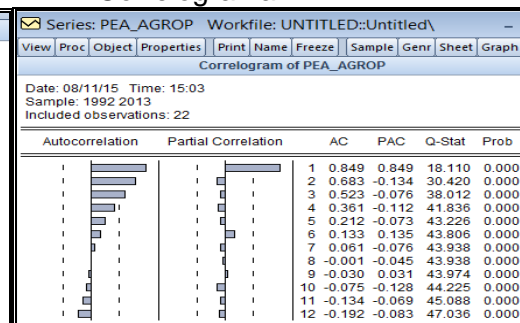 Series: PEA_AGROP Workfile: UNTITLED::Untitled\
View Proc Object Properties Print Name Freeze Sample Genr Sheet Graph
Correlogram of PEA_AGROP
Date: 08/11/15 Time: 15:03
Sample: 1992 2013
Included observations: 22
Autocorrelation Partial Correlation AC PAC Q-Stat Prob
1 0.849 0.849 18.110 0.000
2 0.683 -0.134 30.420 0.000
3 0.523 -0.076 38.012 0.000
4 0.361 -0.112 41.836 0.000
5 0.212 -0.073 43.226 0.000
6 0.133 0.135 43.806 0.000
7 0.061 -0.076 43.938 0.000
8 -0.001 -0.045 43.938 0.000
9 -0.030 0.031 43.974 0.000
10 -0.075 -0.128 44.225 0.000
11 -0.134 -0.069 45.088 0.000
12 -0.192 -0.083 47.036 0.000